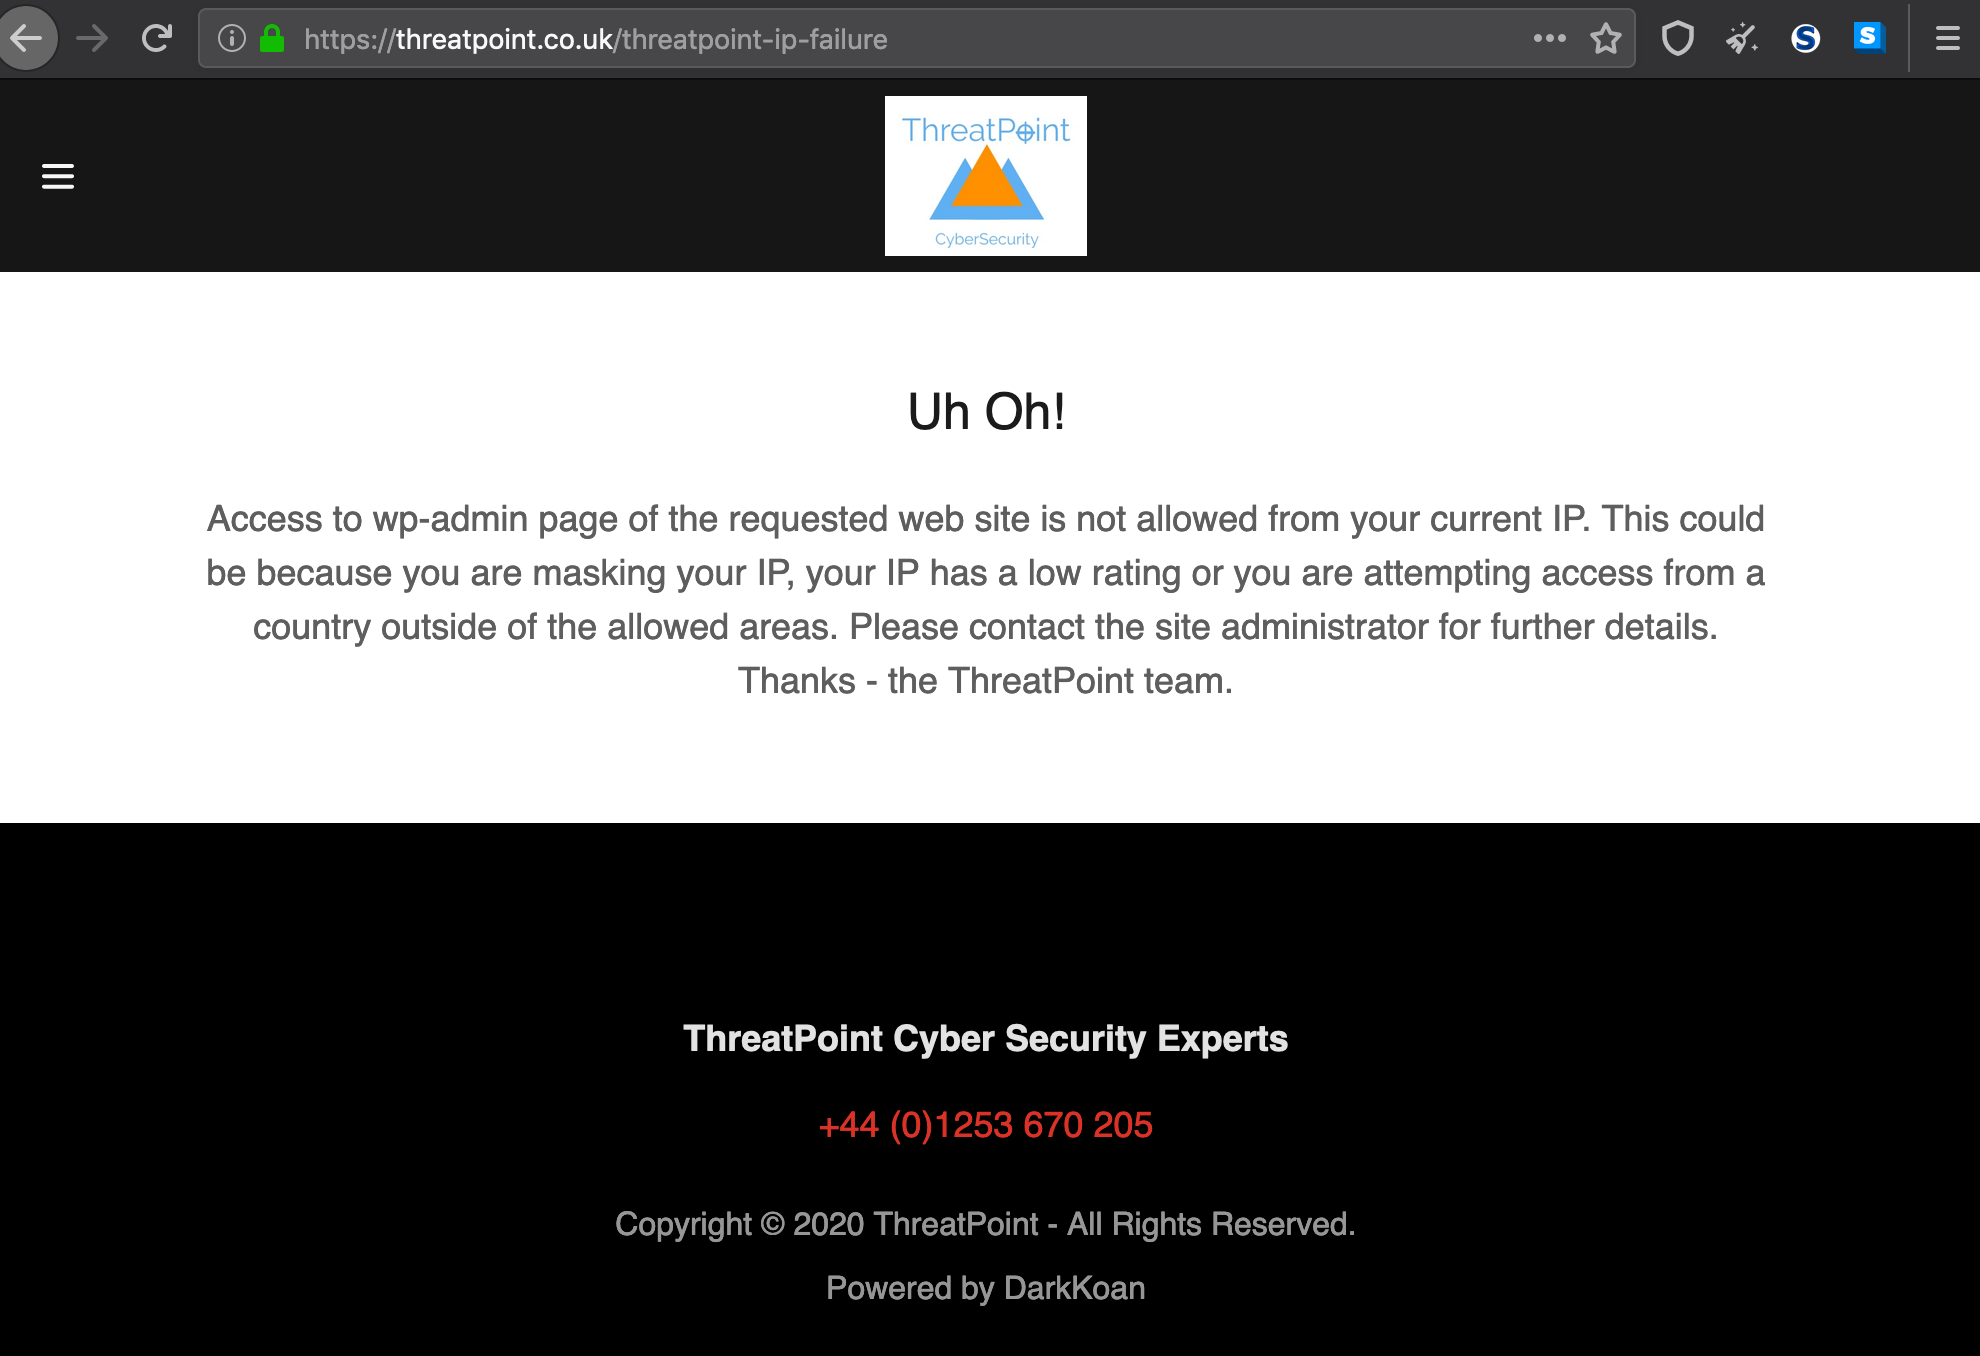 https://threatpoint.co.uk/threatpoint-ip-failure
S
S
ThreatPoint
CyberSecurity
Uh Oh!
Access to wp-admin page of the requested web site is not allowed from your current IP. This could
be because you are masking your IP, your IP has a low rating or you are attempting access from a
country outside of the allowed areas. Please contact the site administrator for further details.
Thanks - the ThreatPoint team.
ThreatPoint Cyber Security Experts
+44 (0)1253 670 205
Copyright © 2020 ThreatPoint - All Rights Reserved.
Powered by DarkKoan